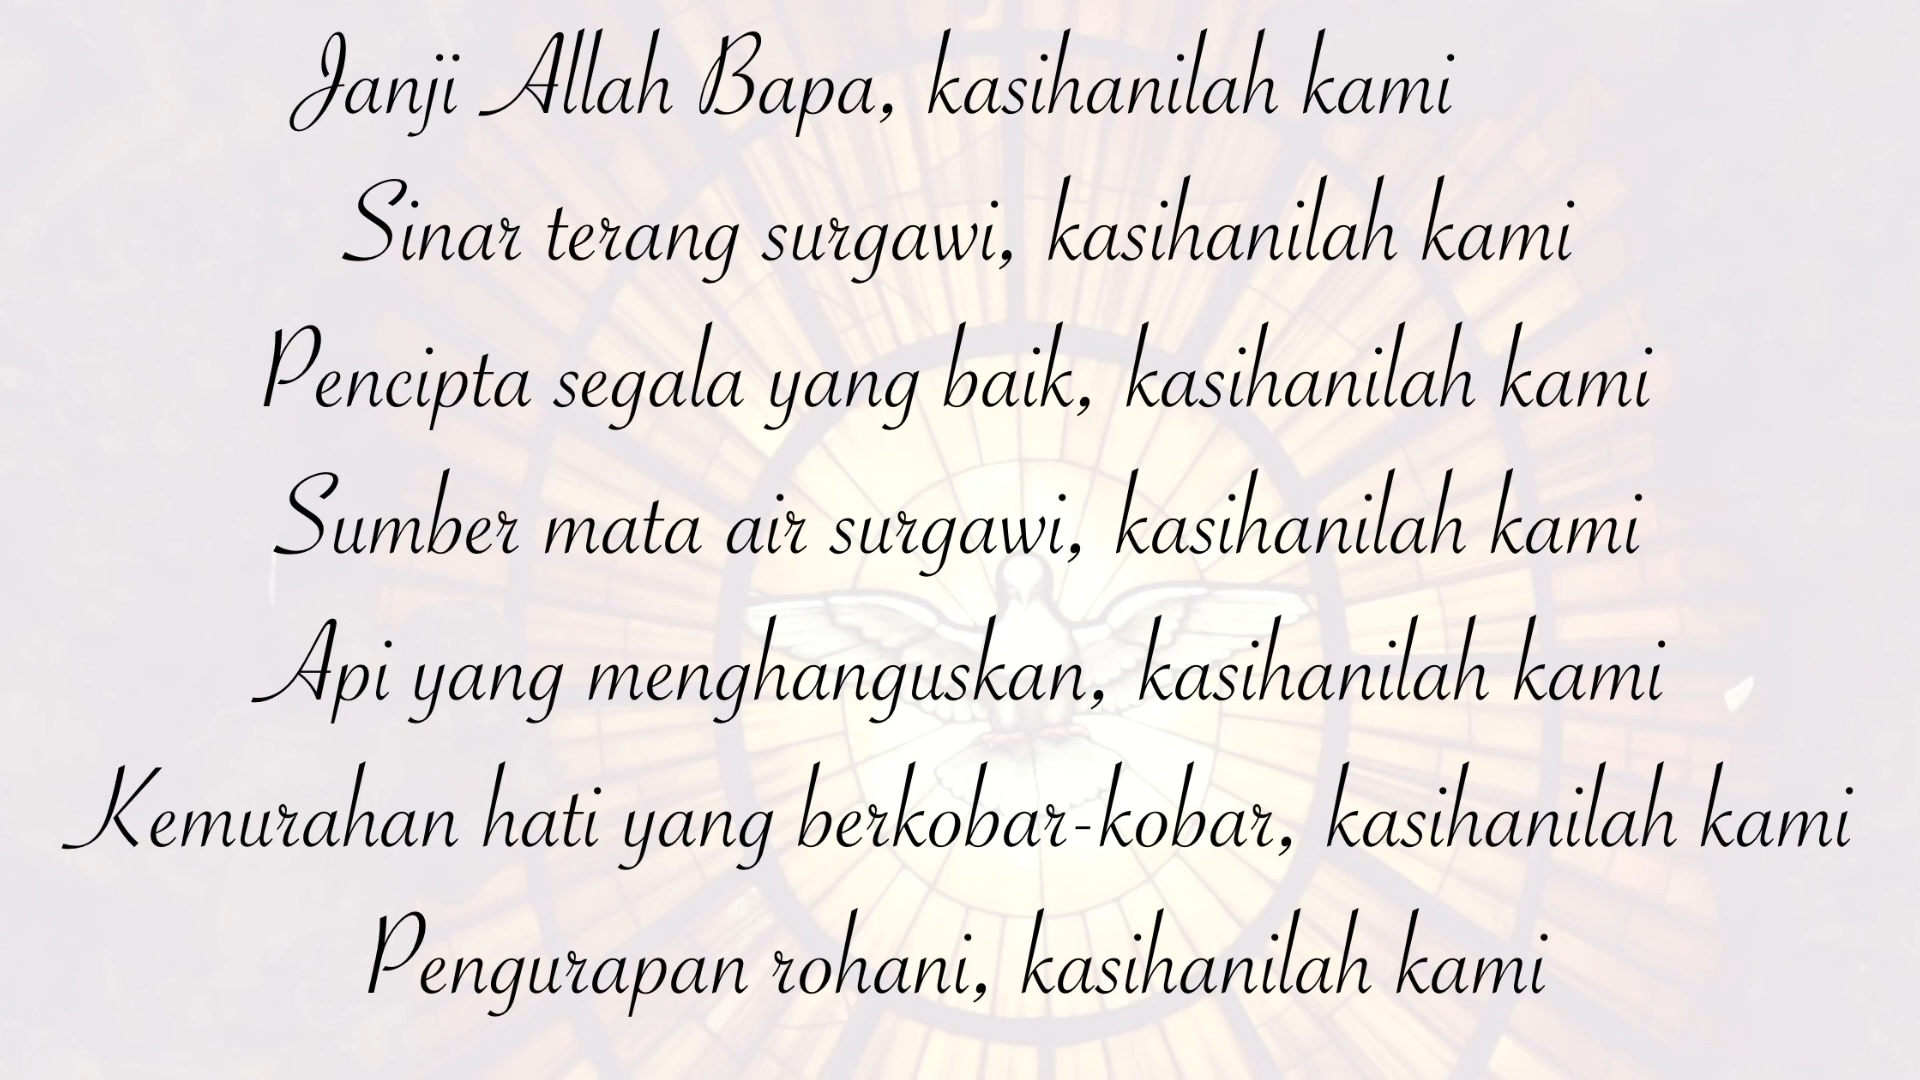 Janji Allah Bapa, kasihanilah kami
Sinar terang surgawi, kasihanilah kami
Pencipta segala yang baik, kasihanilah kami
Sumber mata air surgawi, kasihanilah kami
Api yang menghanguskan, kasihanilah kami
Kemurahan hati yang berkobar-kobar, kasihanilah kami
Pengurapan rohani, kasihanilah kami